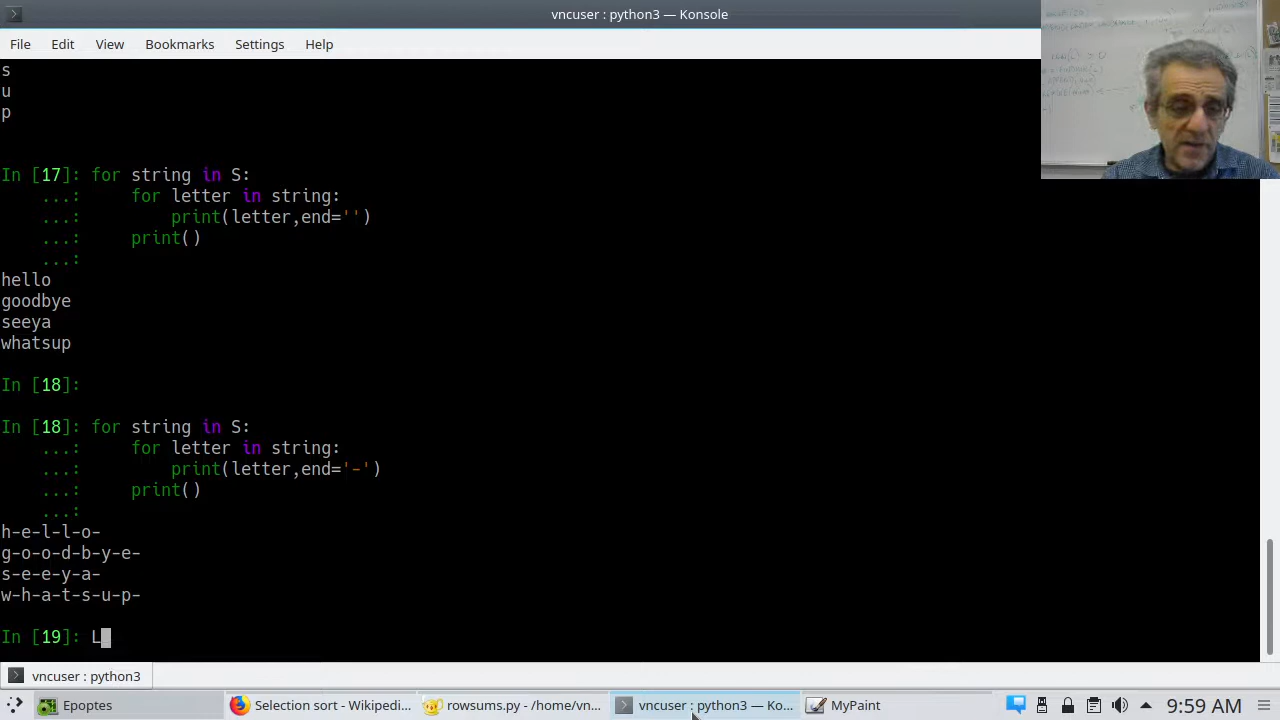 vncuser : python3 — Konsole
File Edit View Bookmarks Settings Help
s
u
p
In [17]: for string in S:
...: for letter in string:
...: print(letter,end='')
...: print()
...:
hello
goodbye
seeya
whatsup
In [18]:
In [18]: for string in S:
...: for letter in string:
...: print(letter,end='-')
...: print()
...:
h-e-l-l-o-
g-o-o-d-b-y-e-
s-e-e-y-a-
w-h-a-t-s-u-p-
In [19]: L
vncuser : python3
Epoptes Selection sort - Wikipedi... rowsums.py - /home/vn... vncuser : python3 — Ko... MyPaint 9:59 AM